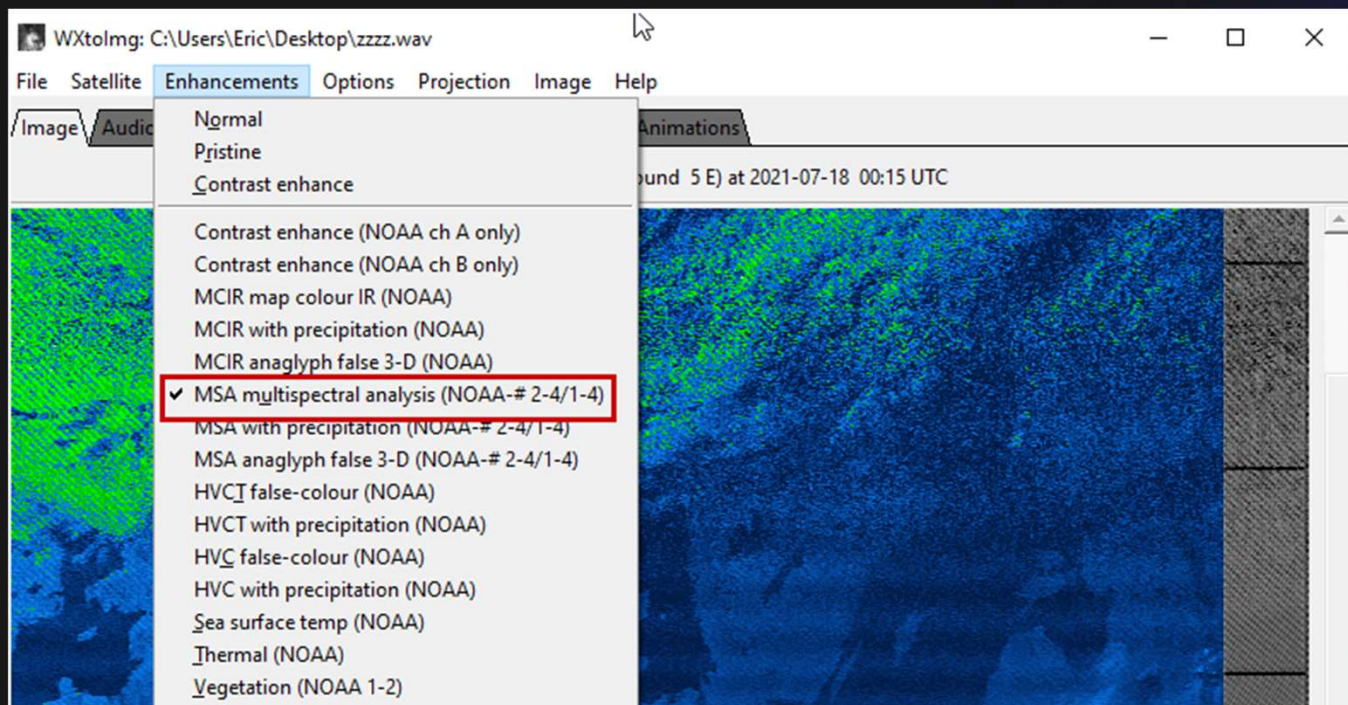 WXtoImg: C:\Users\Eric\Desktop\zzzz.wav
File Satellite Enhancements Options Projection Image Help
Image Animations
Normal
Pristine
Contrast enhance
5 E) at 2021-07-18 00:15 UTC
Contrast enhance (NOAA ch A only)
Contrast enhance (NOAA ch B only)
MCIR map colour IR (NOAA)
MCIR with precipitation (NOAA)
MCIR anaglyph false 3-D (NOAA)
MSA multispectral analysis (NOAA-# 2-4/1-4)
MSA with precipitation (NOAA-# 2-4/1-4)
MSA anaglyph false 3-D (NOAA-# 2-4/1-4)
HVCT false-colour (NOAA)
HVCT with precipitation (NOAA)
HVC false-colour (NOAA)
HVC with precipitation (NOAA)
Sea surface temp (NOAA)
Thermal (NOAA)
Vegetation (NOAA 1-2)